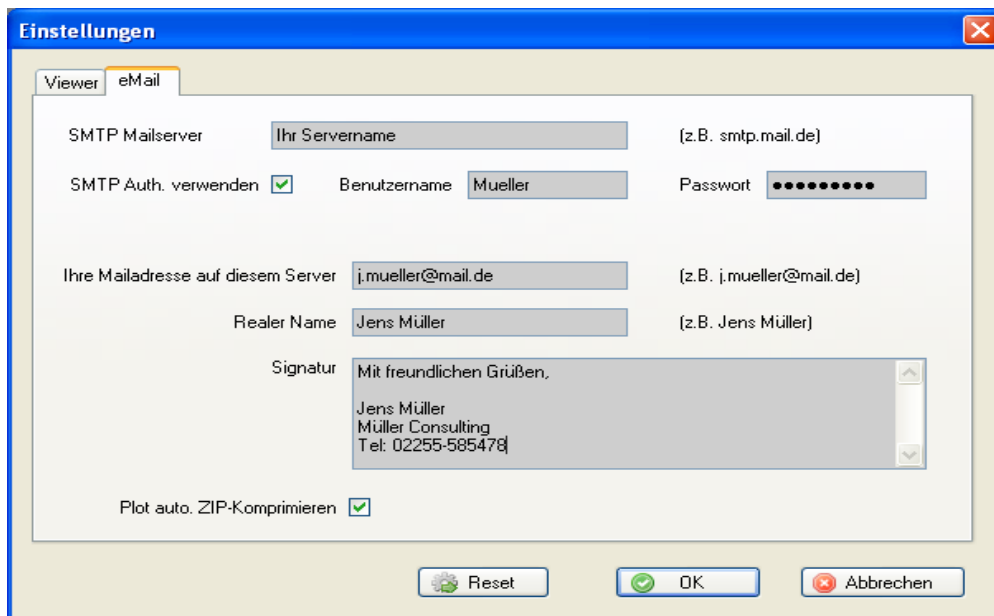 Einstellungen
Viewer eMail
SMTP Mailserver Ihr Servername (z.B. smtp.mail.de)
SMTP Auth. verwenden Benutzername Mueller Passwort •••••••••
Ihre Mailadresse auf diesem Server j.mueller@mail.de (z.B. j.mueller@mail.de)
Realer Name Jens Müller (z.B. Jens Müller)
Signatur Mit freundlichen Grüßen,
Jens Müller
Müller Consulting
Tel: 02255-585478
Plot auto. ZIP-Komprimieren
Reset OK Abbrechen